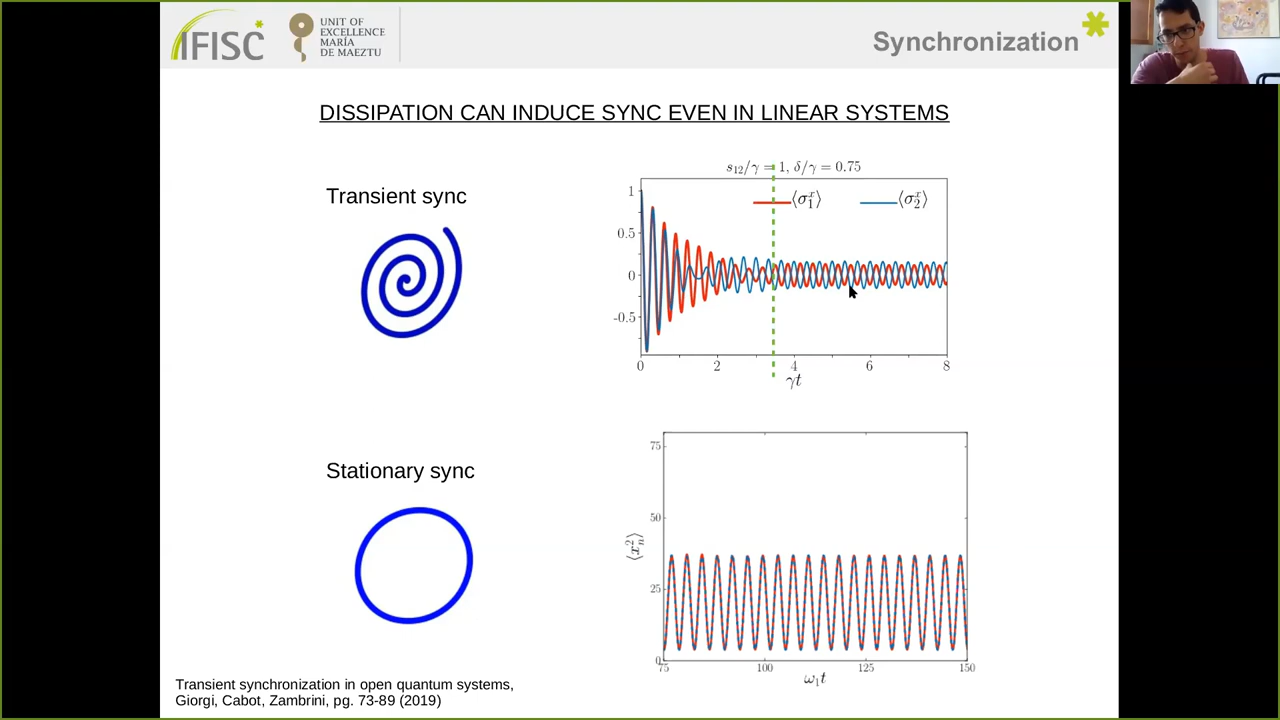 IFISC
UNIT OF
EXCELLENCE
MARÍA
DE MAEZTU
Synchronization
DISSIPATION CAN INDUCE SYNC EVEN IN LINEAR SYSTEMS
Transient sync
s₁₂/γ = 1, δ/γ = 0.75
⟨σ₁ˣ⟩ ⟨σ₂ˣ⟩
1
0.5
0
-0.5
0 2 4 6 8
γt
Stationary sync
75
50
25
0
⟨xₙ²⟩
75 100 125 150
ω₁t
Transient synchronization in open quantum systems,
Giorgi, Cabot, Zambrini, pg. 73-89 (2019)